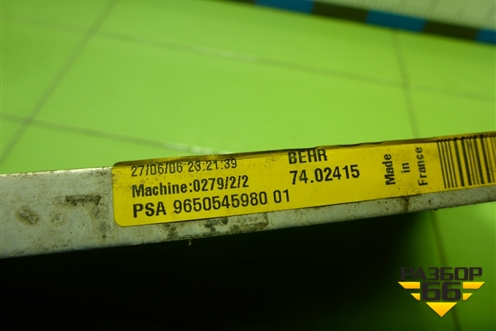 27/06/06 23:21:39
BEHR
Machine:0279/2/2
74.02415
PSA 9650545980 01
Made in France
РАЗБОР
66